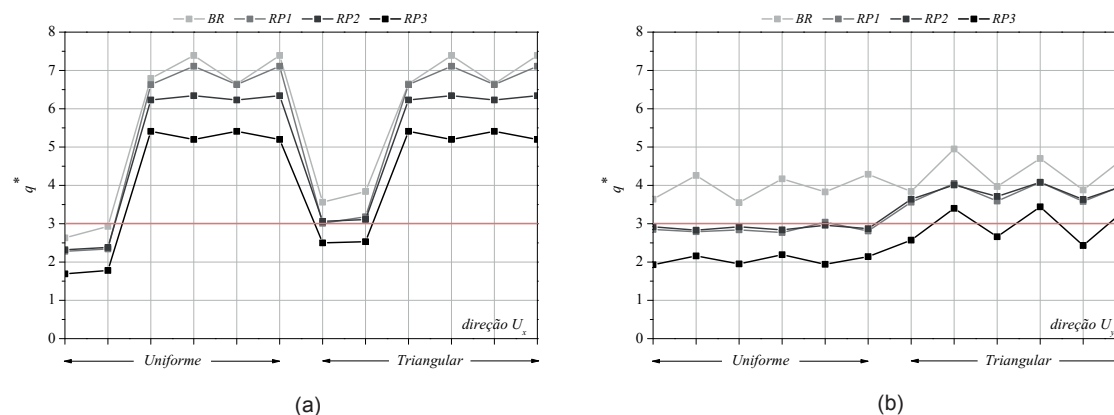 BR RP1 RP2 RP3
8
7
6
5
4
3
2
1
0
q*
direção Ux
Uniforme Triangular
(a)
BR RP1 RP2 RP3
8
7
6
5
4
3
2
1
0
q*
direção Uy
Uniforme Triangular
(b)